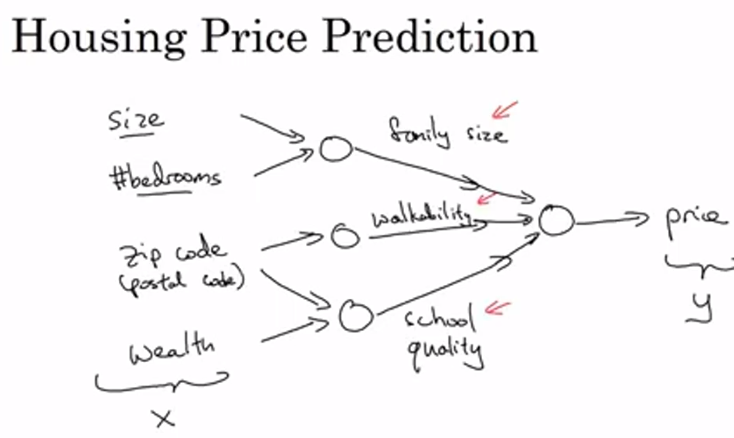 Housing Price Prediction
size
#bedrooms
zip code
(postal code)
wealth
x
family size
walkability
school
quality
price
y